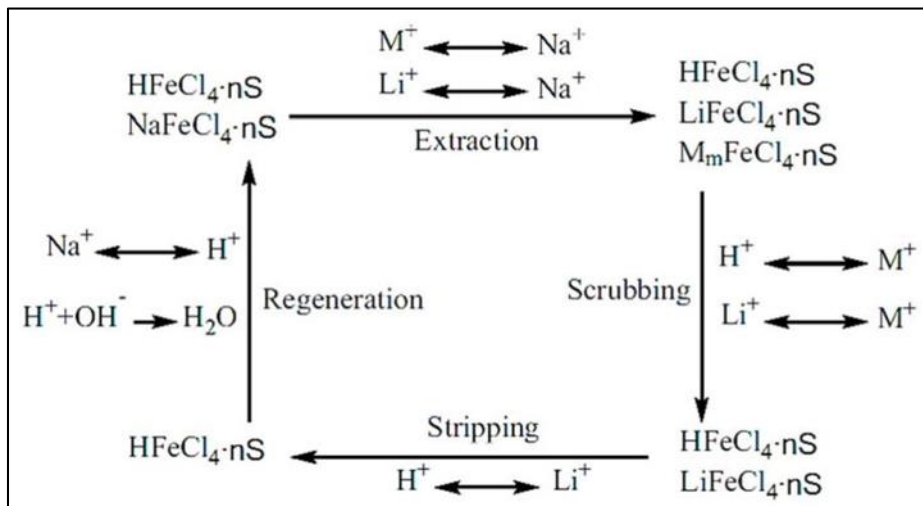 M⁺ ⟷ Na⁺
Li⁺ ⟷ Na⁺
HFeCl₄·nS
NaFeCl₄·nS
Extraction
HFeCl₄·nS
LiFeCl₄·nS
MₘFeCl₄·nS
Na⁺ ⟷ H⁺
H⁺+OH⁻ → H₂O
Regeneration
Scrubbing
H⁺ ⟷ M⁺
Li⁺ ⟷ M⁺
HFeCl₄·nS
Stripping
H⁺ ⟷ Li⁺
HFeCl₄·nS
LiFeCl₄·nS